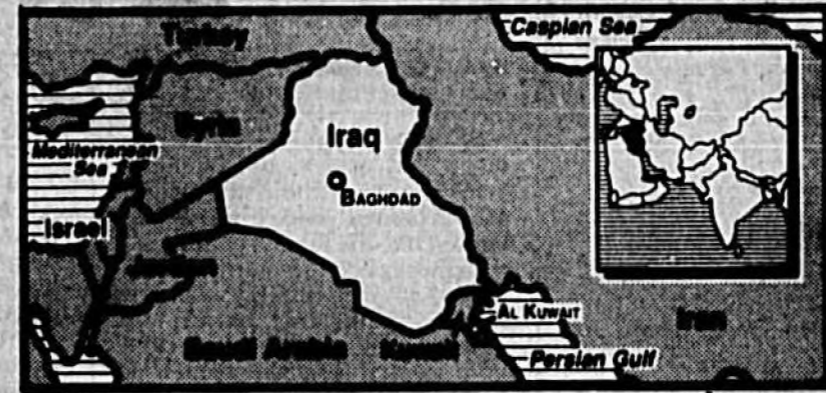 Turkey
Caspian Sea
Syria
Iraq
Mediterranean
Sea
BAGHDAD
Israel
Jordan
AL KUWAIT
Iran
Saudi Arabia
Kuwait
Persian Gulf